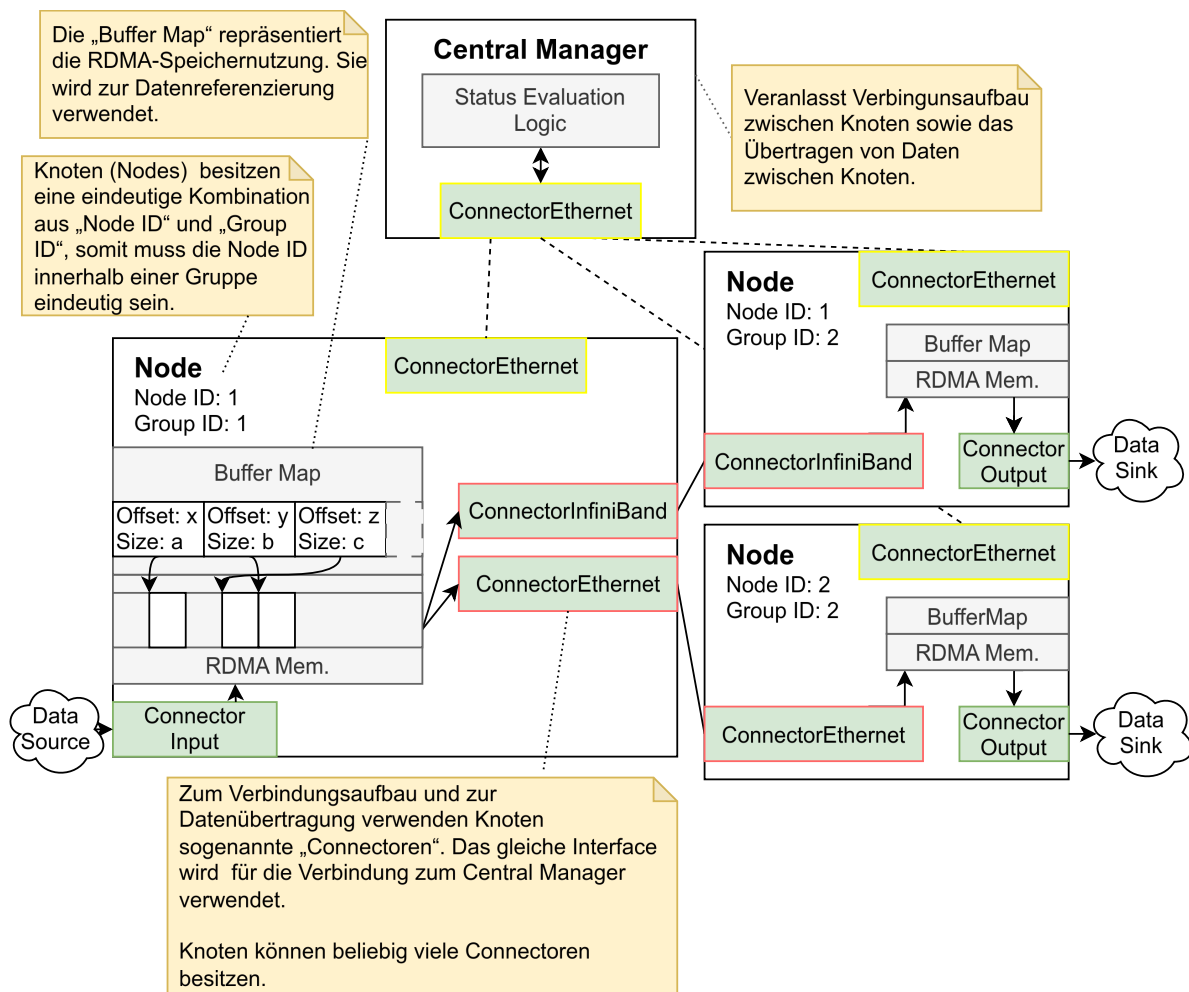 Die „Buffer Map“ repräsentiert
die RDMA-Speichernutzung. Sie
wird zur Datenreferenzierung
verwendet.
Central Manager
Status Evaluation
Logic
ConnectorEthernet
Veranlasst Verbingunsaufbau
zwischen Knoten sowie das
Übertragen von Daten
zwischen Knoten.
Knoten (Nodes)  besitzen
eine eindeutige Kombination
aus „Node ID“ und „Group
ID“, somit muss die Node ID
innerhalb einer Gruppe
eindeutig sein.
Node
Node ID: 1
Group ID: 1
ConnectorEthernet
Buffer Map
Offset: x
Size: a
Offset: y
Size: b
Offset: z
Size: c
RDMA Mem.
Connector
Input
Data
Source
ConnectorInfiniBand
ConnectorEthernet
Node
Node ID: 1
Group ID: 2
ConnectorEthernet
Buffer Map
RDMA Mem.
ConnectorInfiniBand
Connector
Output
Data
Sink
Node
Node ID: 2
Group ID: 2
ConnectorEthernet
BufferMap
RDMA Mem.
ConnectorEthernet
Connector
Output
Data
Sink
Zum Verbindungsaufbau und zur
Datenübertragung verwenden Knoten
sogenannte „Connectoren“. Das gleiche Interface
wird  für die Verbindung zum Central Manager
verwendet.
Knoten können beliebig viele Connectoren
besitzen.